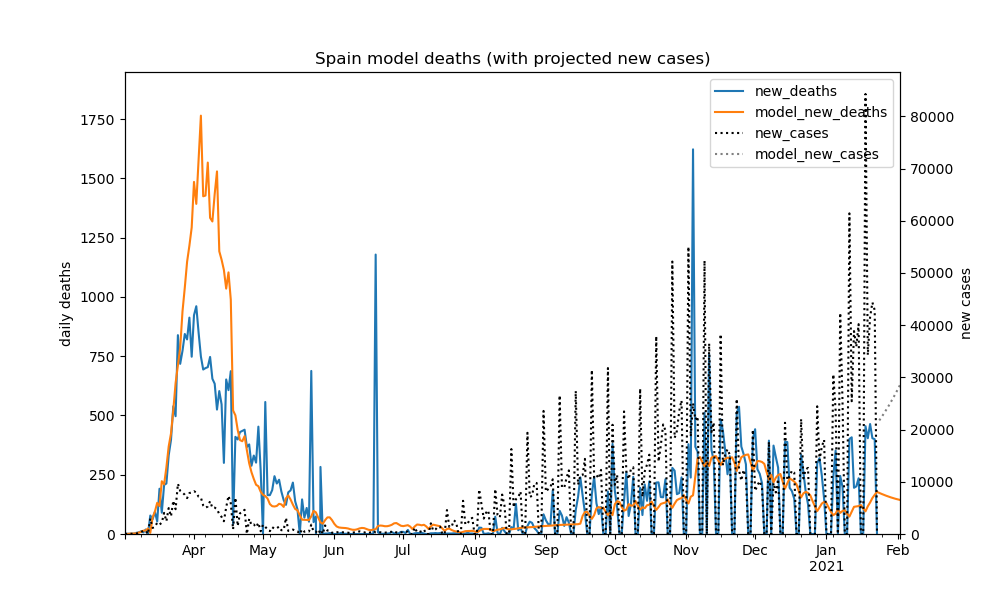 Spain model deaths (with projected new cases)
new_deaths
model_new_deaths
new_cases
model_new_cases
daily deaths
1750
1500
1250
1000
750
500
250
0
new cases
80000
70000
60000
50000
40000
30000
20000
10000
0
Apr May Jun Jul Aug Sep Oct Nov Dec Jan Feb
2021